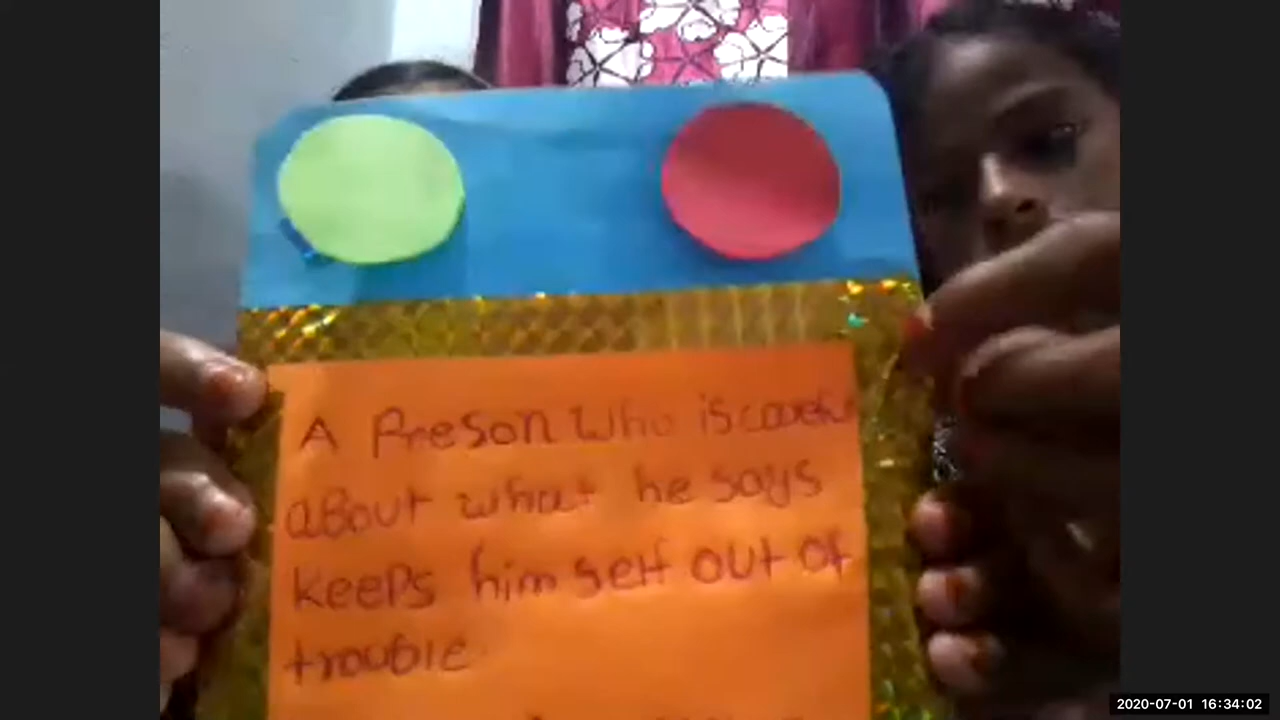 A Preson who is careful
about what he says
keeps him self out of
trouble
2020-07-01 16:34:02